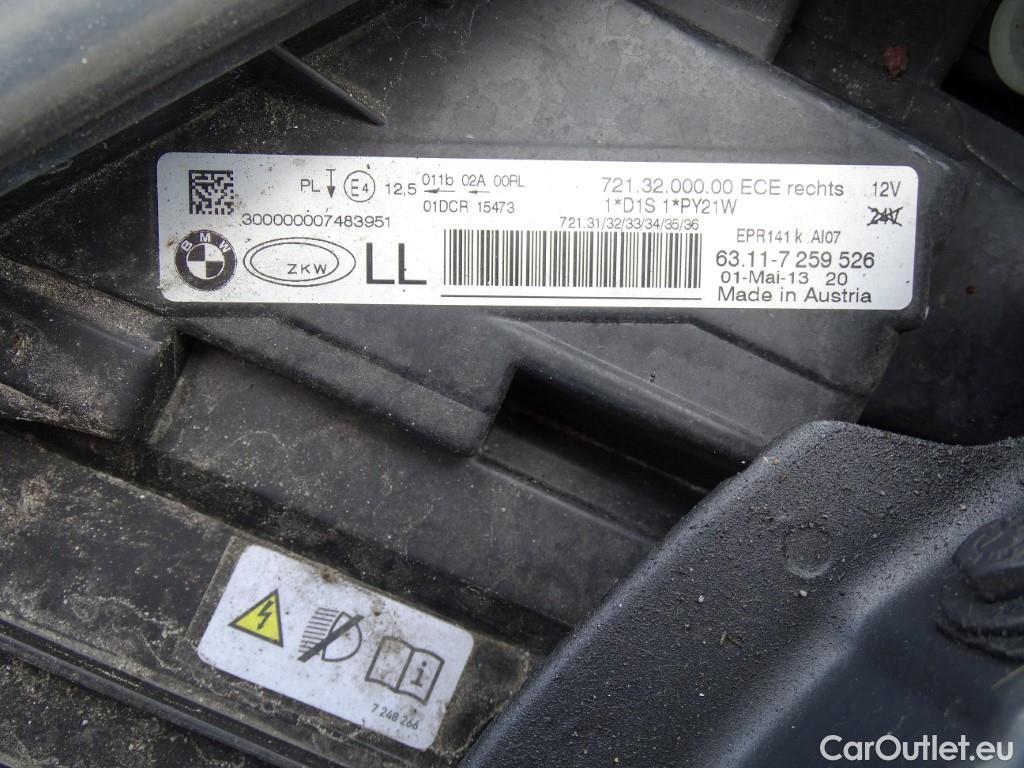 PL E4 12,5 011b 02A 00RL
01DCR 15473
721.32.000.00 ECE rechts 12V
1*D1S 1*PY21W 24V
300000007483951
721.31/32/33/34/35/36
EPR141 k .AI07
BMW ZKW LL
63.11-7 259 526
01-Mai-13 20
Made in Austria
7 248 266
CarOutlet.eu